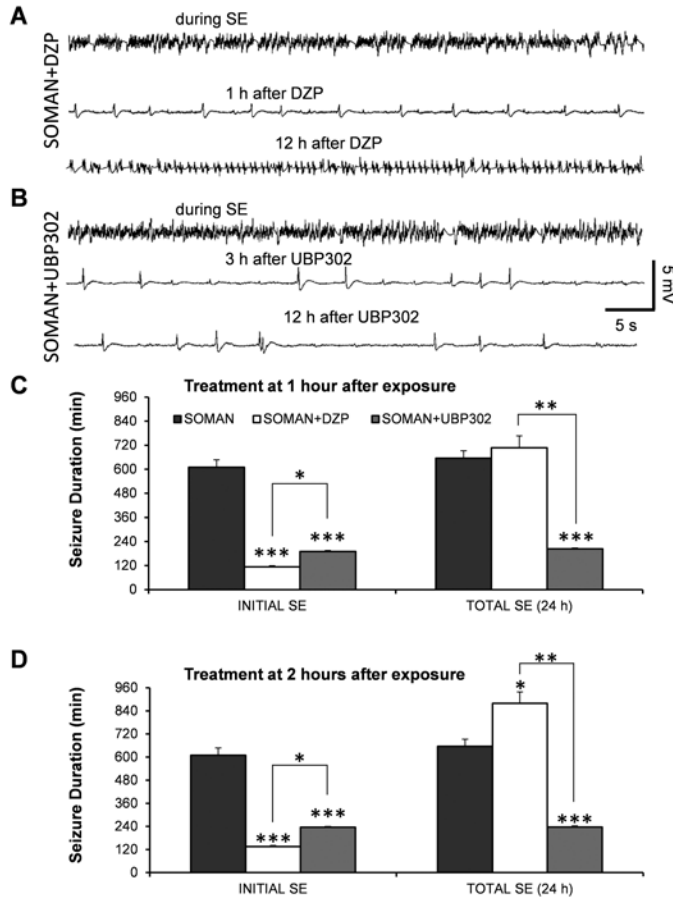 A
during SE
SOMAN+DZP
1 h after DZP
12 h after DZP
B
during SE
SOMAN+UBP302
3 h after UBP302
5 mV
5 s
12 h after UBP302
C
Treatment at 1 hour after exposure
960
840
720
600
480
360
240
120
0
Seizure Duration (min)
SOMAN SOMAN+DZP SOMAN+UBP302
**
*
*** *** ***
INITIAL SE TOTAL SE (24 h)
D
Treatment at 2 hours after exposure
960
840
720
600
480
360
240
120
0
Seizure Duration (min)
**
*
*
*** *** ***
INITIAL SE TOTAL SE (24 h)